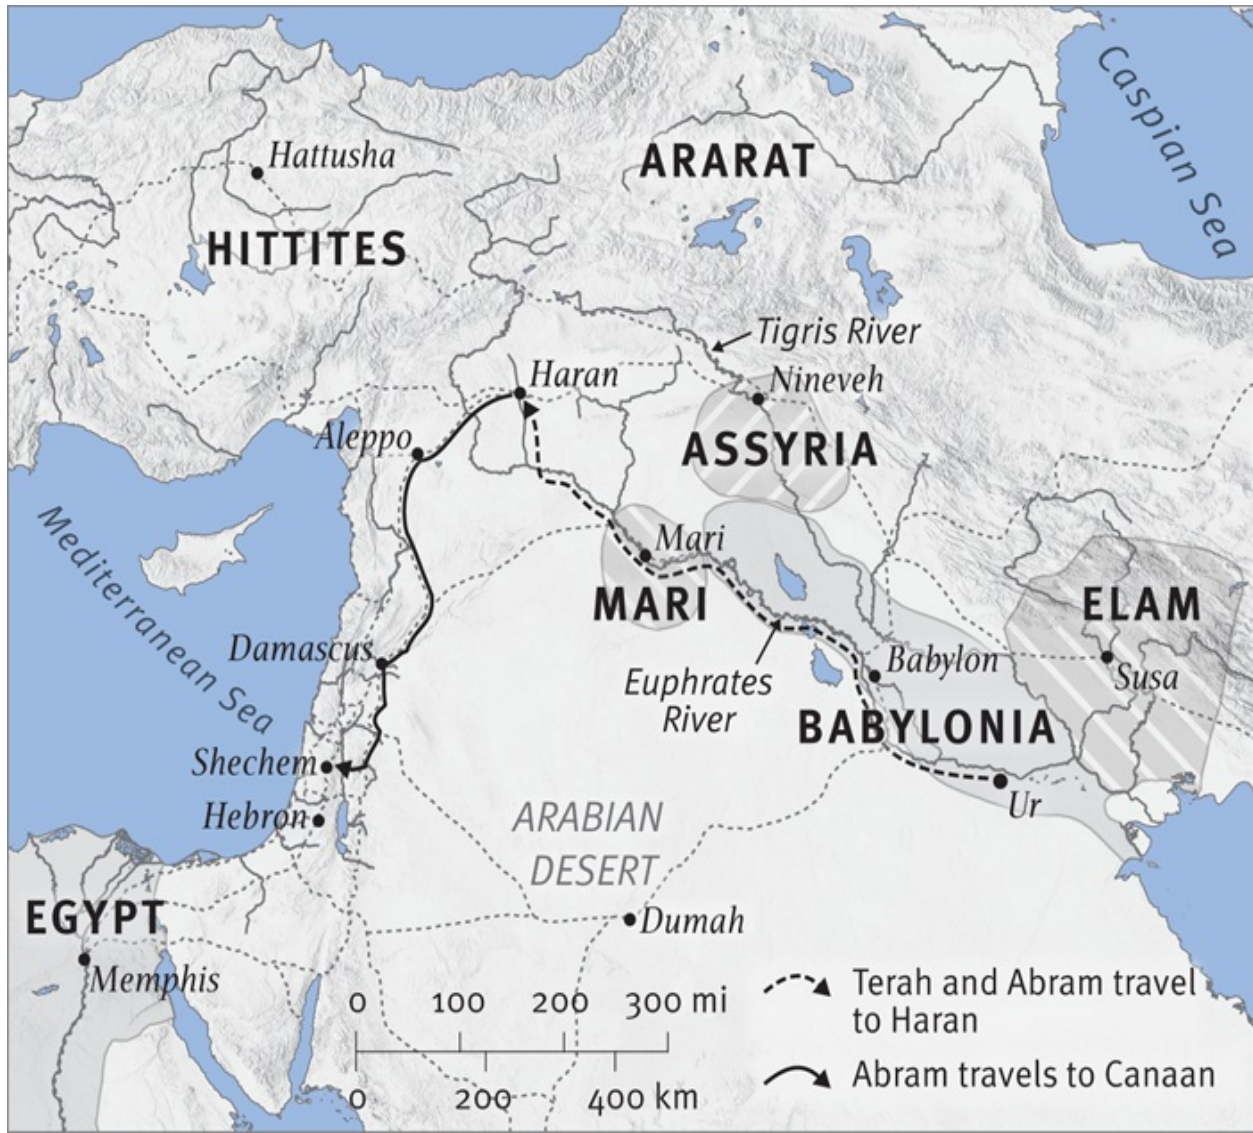 Caspian Sea
Hattusha
ARARAT
HITTITES
Tigris River
Haran
Nineveh
Aleppo
ASSYRIA
Mediterranean Sea
Mari
MARI
ELAM
Damascus
Babylon
Susa
Euphrates
River
BABYLONIA
Shechem
Ur
Hebron
ARABIAN
DESERT
EGYPT
Dumah
Memphis
0 100 200 300 mi
0 200 400 km
Terah and Abram travel
to Haran
Abram travels to Canaan